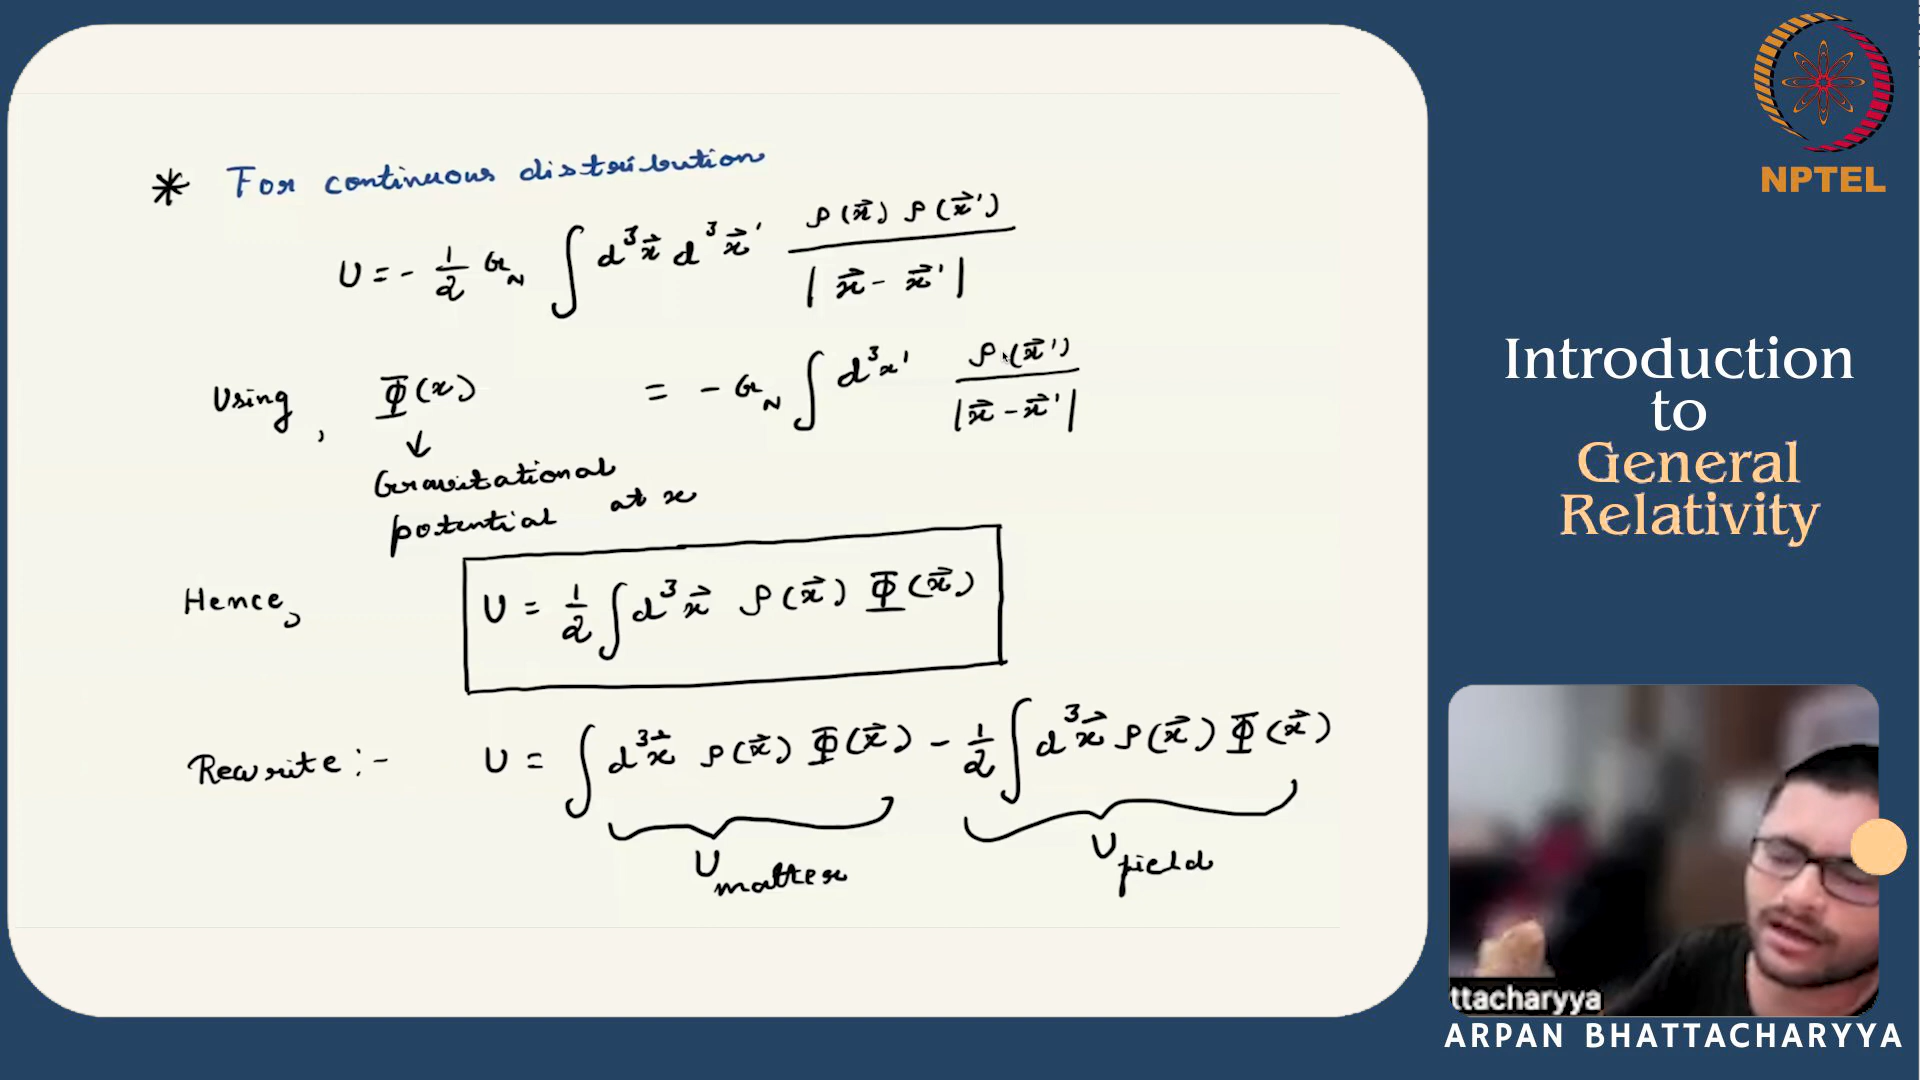 * For continuous distribution
U = - 1/2 G_N ∫ d³x⃗ d³x⃗' ρ(x⃗) ρ(x⃗') / |x⃗ - x⃗'|
Using, Φ(x) = - G_N ∫ d³x' ρ(x⃗') / |x⃗ - x⃗'|
↓
Gravitational
potential at x
Hence, U = 1/2 ∫ d³x⃗ ρ(x⃗) Φ(x⃗)
Rewrite :- U = ∫ d³x⃗ ρ(x⃗) Φ(x⃗) - 1/2 ∫ d³x⃗ ρ(x⃗) Φ(x⃗)
U_matter U_field
NPTEL
Introduction
to
General
Relativity
ttacharyya
ARPAN BHATTACHARYYA